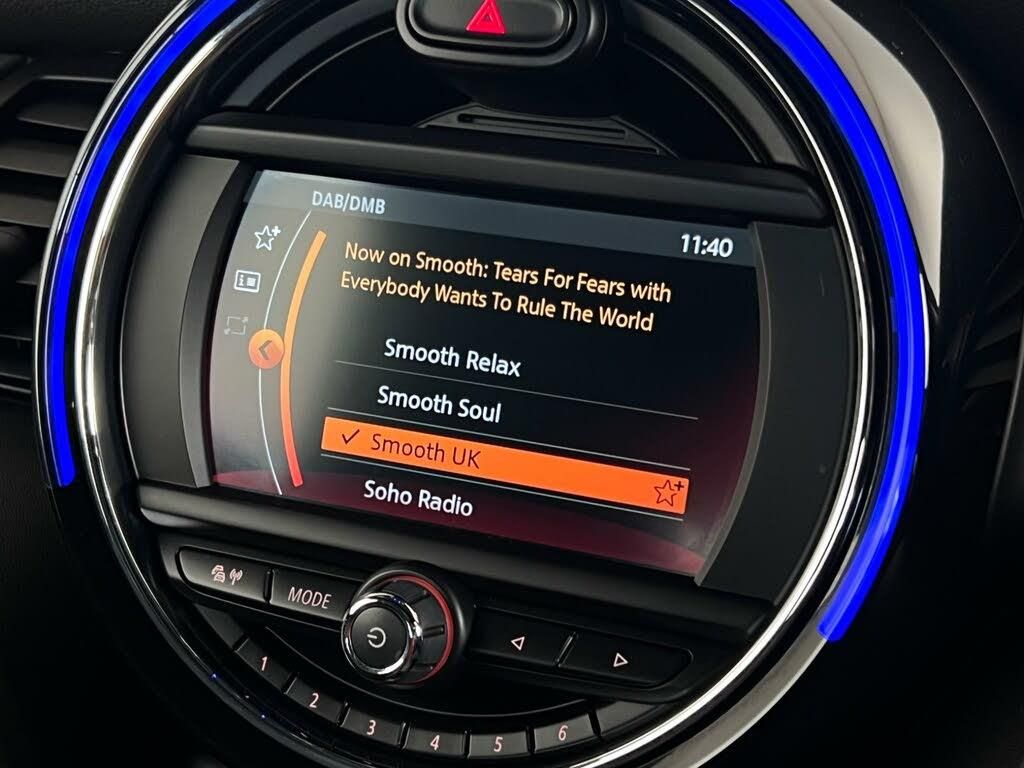 DAB/DMB
11:40
Now on Smooth: Tears For Fears with
Everybody Wants To Rule The World
Smooth Relax
Smooth Soul
Smooth UK
Soho Radio
MODE
1
2
3
4
5
6